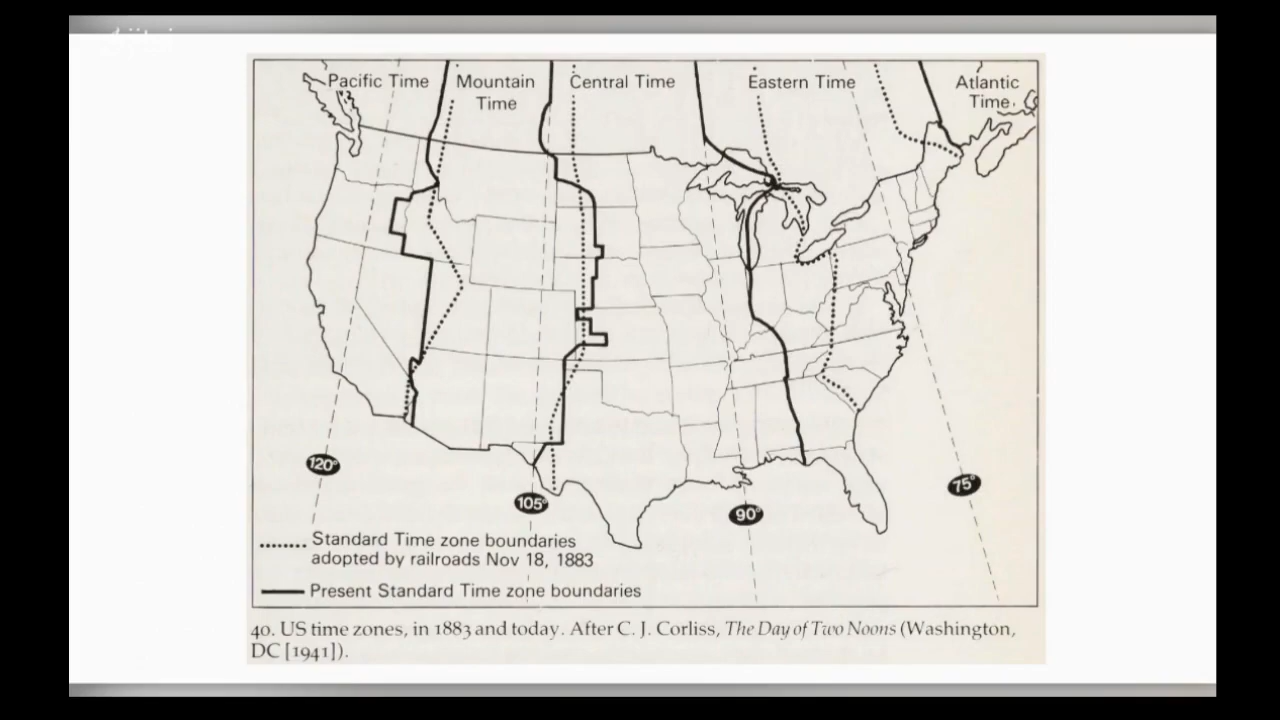 Pacific Time
Mountain
Time
Central Time
Eastern Time
Atlantic
Time
120°
105°
90°
75°
Standard Time zone boundaries
adopted by railroads Nov 18, 1883
Present Standard Time zone boundaries
40. US time zones, in 1883 and today. After C. J. Corliss, The Day of Two Noons (Washington,
DC [1941]).